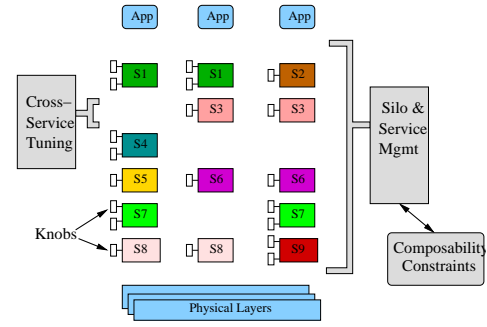 App App App
S1 S1 S2
S3 S3
S4
S5 S6 S6
S7 S7
S8 S8 S9
Cross–
Service
Tuning
Knobs
Silo &
Service
Mgmt
Composability
Constraints
Physical Layers